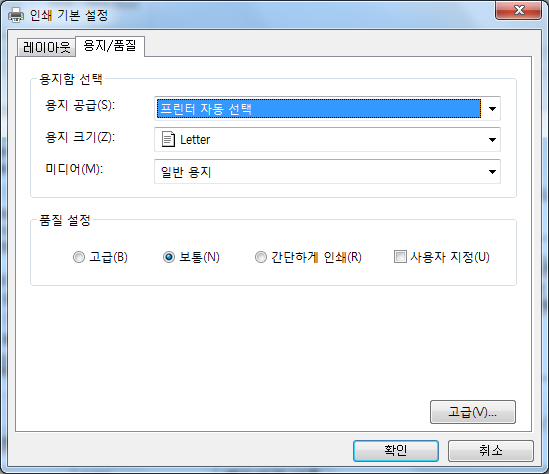 인쇄 기본 설정
레이아웃 용지/품질
용지함 선택
용지 공급(S): 프린터 자동 선택
용지 크기(Z): Letter
미디어(M): 일반 용지
품질 설정
고급(B) 보통(N) 간단하게 인쇄(R) 사용자 지정(U)
고급(V)...
확인 취소